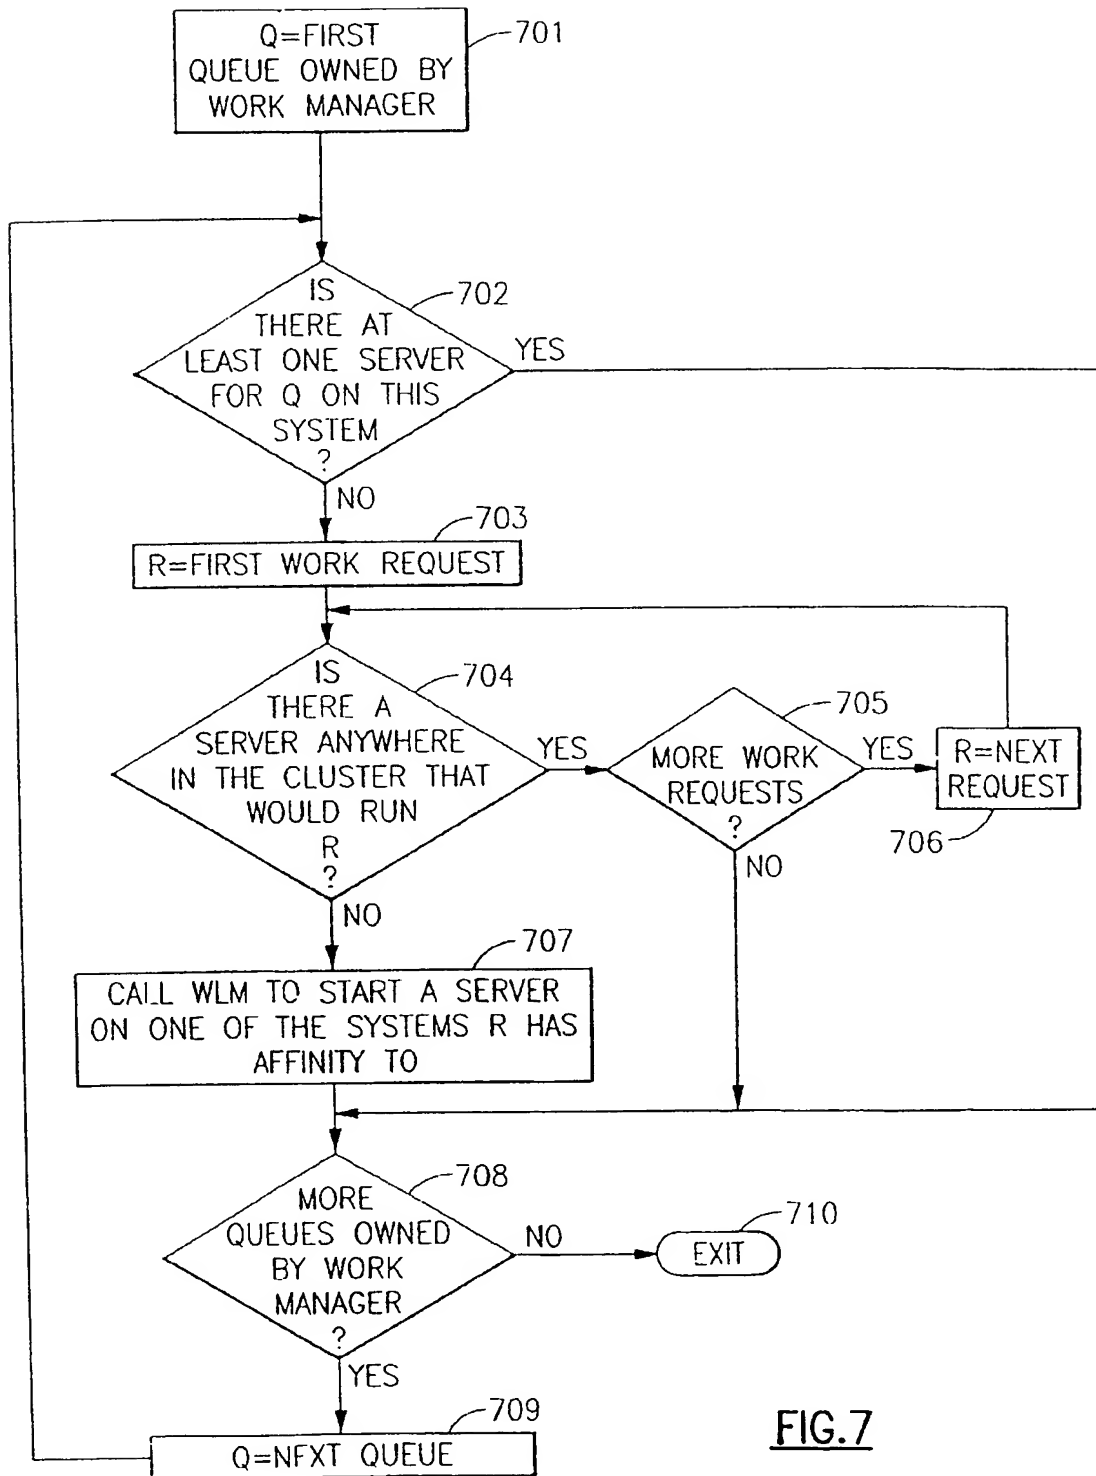 Q=FIRST
QUEUE OWNED BY
WORK MANAGER
701
IS
THERE AT
LEAST ONE SERVER
FOR Q ON THIS
SYSTEM
?
702
YES
NO
703
R=FIRST WORK REQUEST
IS
THERE A
SERVER ANYWHERE
IN THE CLUSTER THAT
WOULD RUN
R
?
704
YES
MORE WORK
REQUESTS
?
705
YES
R=NEXT
REQUEST
706
NO
NO
707
CALL WLM TO START A SERVER
ON ONE OF THE SYSTEMS R HAS
AFFINITY TO
MORE
QUEUES OWNED
BY WORK
MANAGER
?
708
NO
710
EXIT
YES
709
Q=NEXT QUEUE
FIG.7